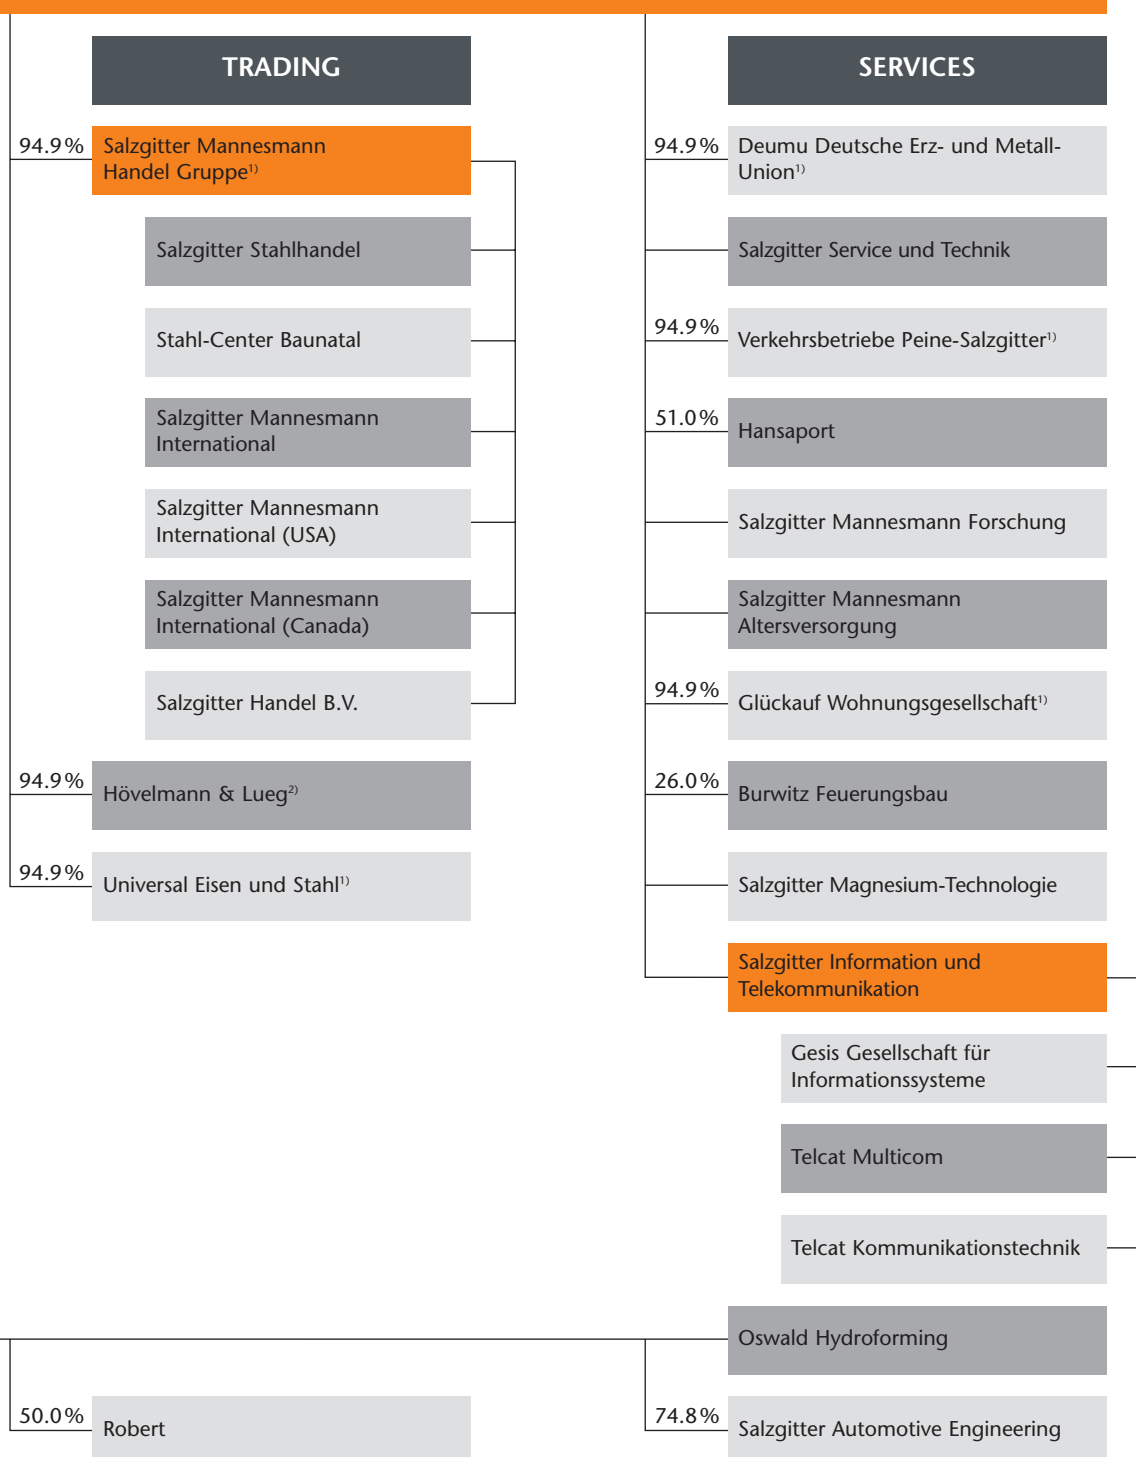 TRADING
94.9%
Salzgitter Mannesmann
Handel Gruppe¹⁾
Salzgitter Stahlhandel
Stahl-Center Baunatal
Salzgitter Mannesmann
International
Salzgitter Mannesmann
International (USA)
Salzgitter Mannesmann
International (Canada)
Salzgitter Handel B.V.
94.9%
Hövelmann & Lueg²⁾
94.9%
Universal Eisen und Stahl¹⁾
SERVICES
94.9%
Deumu Deutsche Erz- und Metall-
Union¹⁾
Salzgitter Service und Technik
94.9%
Verkehrsbetriebe Peine-Salzgitter¹⁾
51.0%
Hansaport
Salzgitter Mannesmann Forschung
Salzgitter Mannesmann
Altersversorgung
94.9%
Glückauf Wohnungsgesellschaft¹⁾
26.0%
Burwitz Feuerungsbau
Salzgitter Magnesium-Technologie
Salzgitter Information und
Telekommunikation
Gesis Gesellschaft für
Informationssysteme
Telcat Multicom
Telcat Kommunikationstechnik
Oswald Hydroforming
50.0%
Robert
74.8%
Salzgitter Automotive Engineering